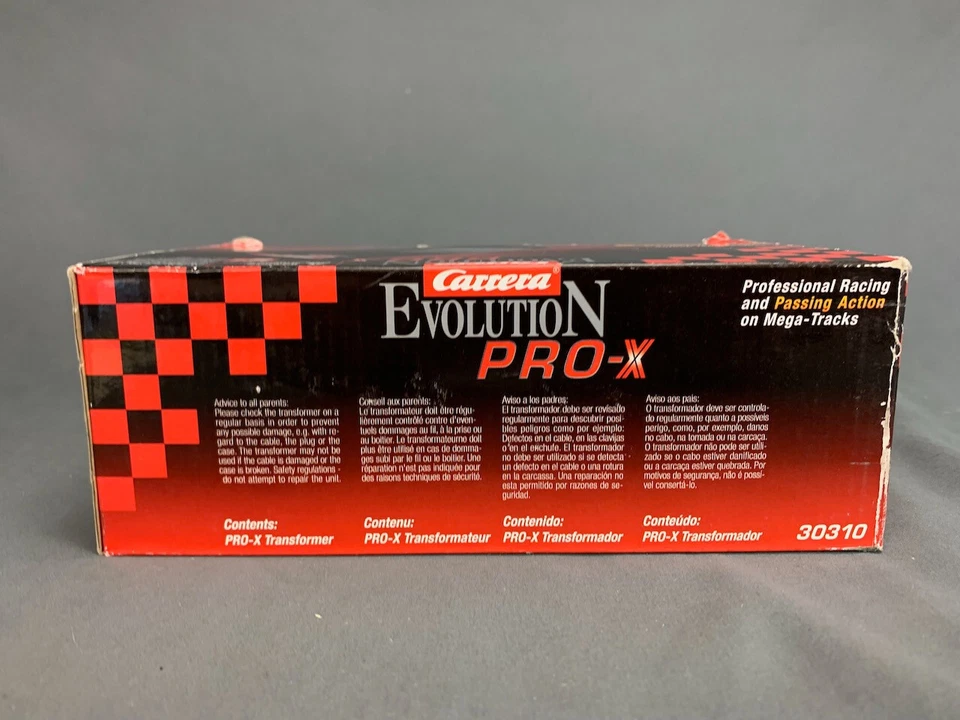 Carrera®
EVOLUTION
PRO-X
Professional Racing
and Passing Action
on Mega-Tracks
Advice to all parents:
Please check the transformer on a
regular basis in order to prevent
any possible damage, e.g. with re-
gard to the cable, the plug or the
case. The transformer may not be
used if the cable is damaged or the
case is broken. Safety regulations -
do not attempt to repair the unit.
Conseil aux parents:
Le transformateur doit être régu-
lièrement contrôlé contre d'even-
tuels dommages au fil, à la prise ou
au boitier. Le transformateurne doit
plus être utilisé en cas de domma-
ges subi par le fil ou le boitier. Une
réparation n'est pas indiquée pour
des raisons techniques de sécurité.
Aviso a los padres:
El transformador debe ser revisado
regularmente para descubrir posi-
bles peligros como por ejemplo:
Defectos en el cable, en las clavijas
o en el enchufe. El transformador
no debe ser utilizado si se detecta
un defecto en el cable o una rotura
en la carcassa. Una reparación no
esta permitido por razones de se-
guridad.
Aviso aos pais:
O transformador deve ser controla-
do regularmente quanto a possiveis
perigo, como, por exemplo, danos
no cabo, na tomada ou na carcaça.
O transformador não pode ser utili-
zado se o cabo estiver danificado
ou a carcaça estiver quebrada. Por
motivos de segurança, não é possi-
vel consertá-lo.
Contents:
PRO-X Transformer
Contenu:
PRO-X Transformateur
Contenido:
PRO-X Transformador
Conteúdo:
PRO-X Transformador
30310